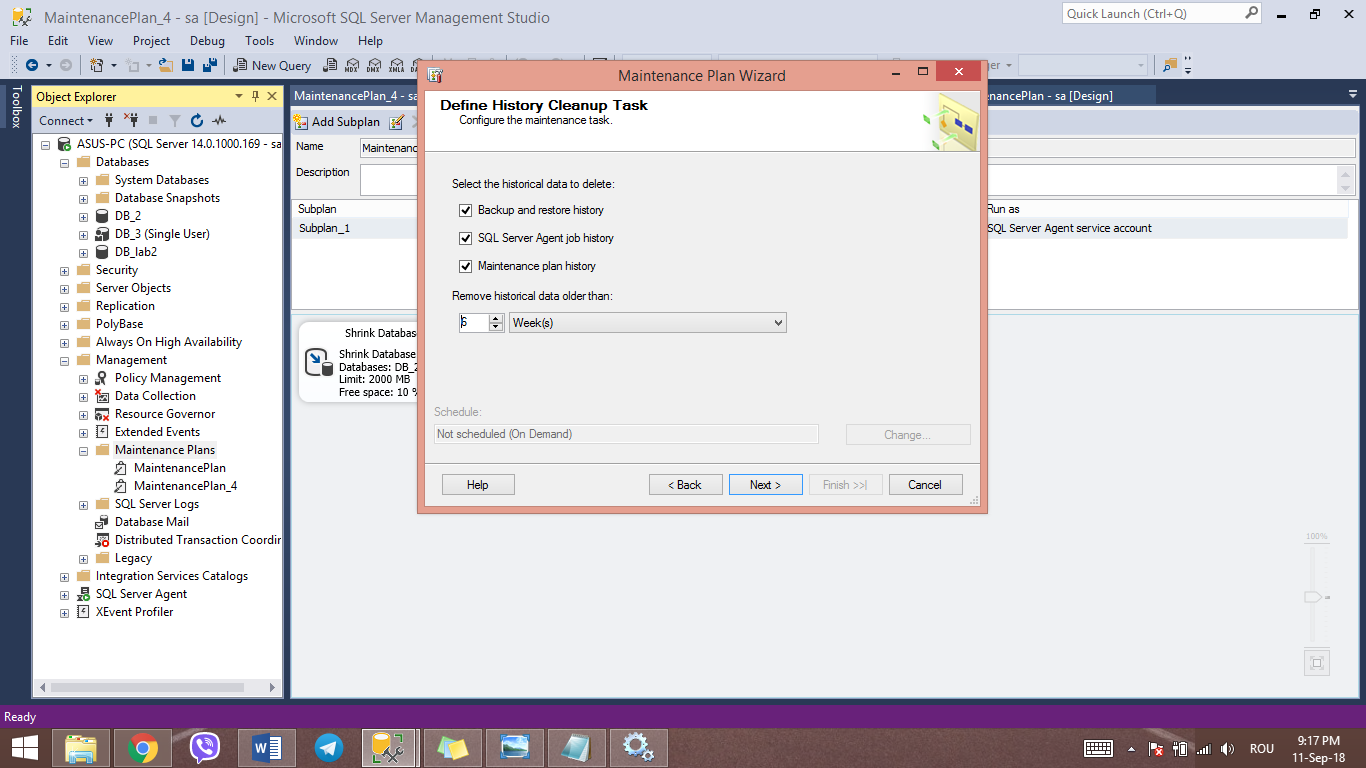 MaintenancePlan_4 - sa [Design] - Microsoft SQL Server Management Studio
Quick Launch (Ctrl+Q)
File Edit View Project Debug Tools Window Help
New Query
MDX DMX XMLA DAX
Toolbox
Object Explorer
Connect
ASUS-PC (SQL Server 14.0.1000.169 - sa
Databases
System Databases
Database Snapshots
DB_2
DB_3 (Single User)
DB_lab2
Security
Server Objects
Replication
PolyBase
Always On High Availability
Management
Policy Management
Data Collection
Resource Governor
Extended Events
Maintenance Plans
MaintenancePlan
MaintenancePlan_4
SQL Server Logs
Database Mail
Distributed Transaction Coordin
Legacy
Integration Services Catalogs
SQL Server Agent
XEvent Profiler
MaintenancePlan_4 - sa
tenancePlan - sa [Design]
Add Subplan
Name
Maintenanc
Description
Subplan
Run as
Subplan_1
SQL Server Agent service account
Shrink Databas
Shrink Database
Databases: DB_2
Limit: 2000 MB
Free space: 10 %
Maintenance Plan Wizard
Define History Cleanup Task
Configure the maintenance task.
Select the historical data to delete:
Backup and restore history
SQL Server Agent job history
Maintenance plan history
Remove historical data older than:
6 Week(s)
Schedule:
Not scheduled (On Demand)
Change...
Help < Back Next > Finish >>| Cancel
100%
Ready
ROU
9:17 PM
11-Sep-18